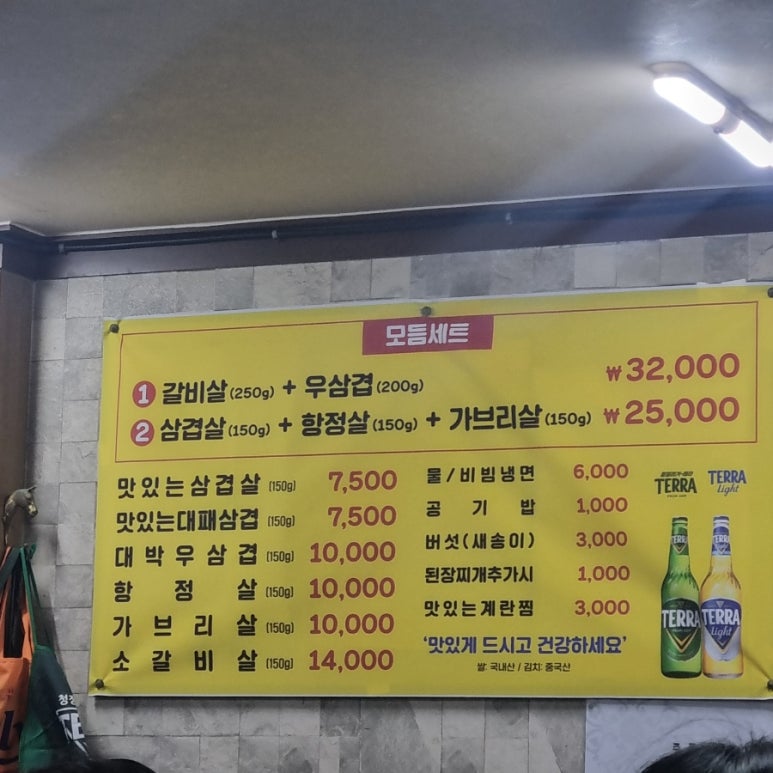 모듬세트
1 갈비살(250g) + 우삼겹(200g) ₩32,000
2 삼겹살(150g) + 항정살(150g) + 가브리살(150g) ₩25,000
맛있는삼겹살 (150g) 7,500
맛있는대패삼겹 (150g) 7,500
대박우삼겹 (150g) 10,000
항정살 (150g) 10,000
가브리살 (150g) 10,000
소갈비살 (150g) 14,000
물/비빔냉면 6,000
공기밥 1,000
버섯(새송이) 3,000
된장찌개추가시 1,000
맛있는계란찜 3,000
'맛있게 드시고 건강하세요'
쌀: 국내산 / 김치: 중국산
TERRA
TERRA
light
TERRA
TERRA
TERRA
TERRA
light
청정